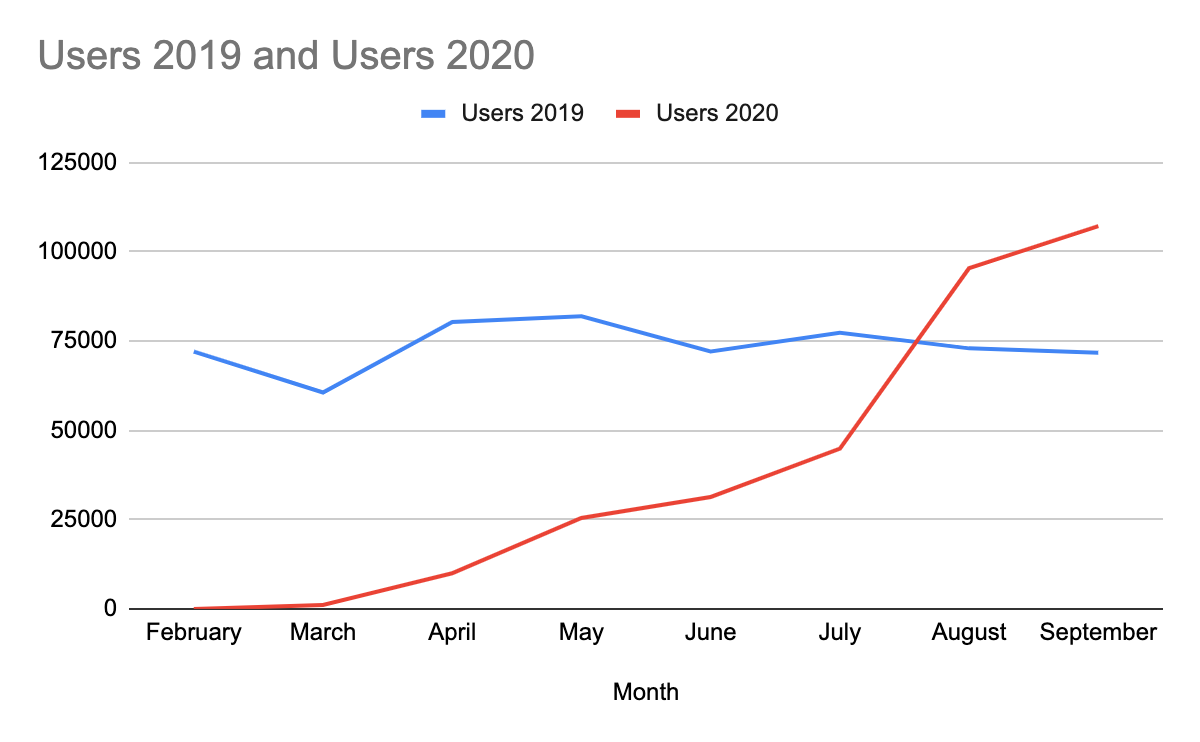 Users 2019 and Users 2020
Users 2019 Users 2020
125000
100000
75000
50000
25000
0
February March April May June July August September
Month